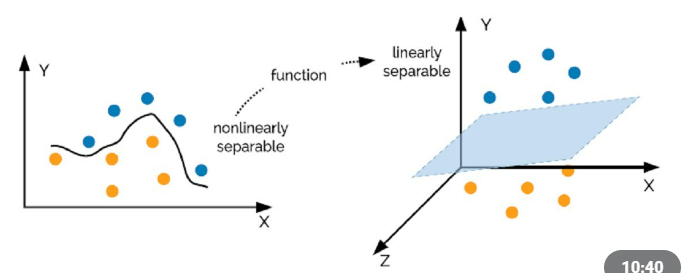 Y
X
nonlinearly
separable
function
linearly
separable
Y
X
Z
10:40